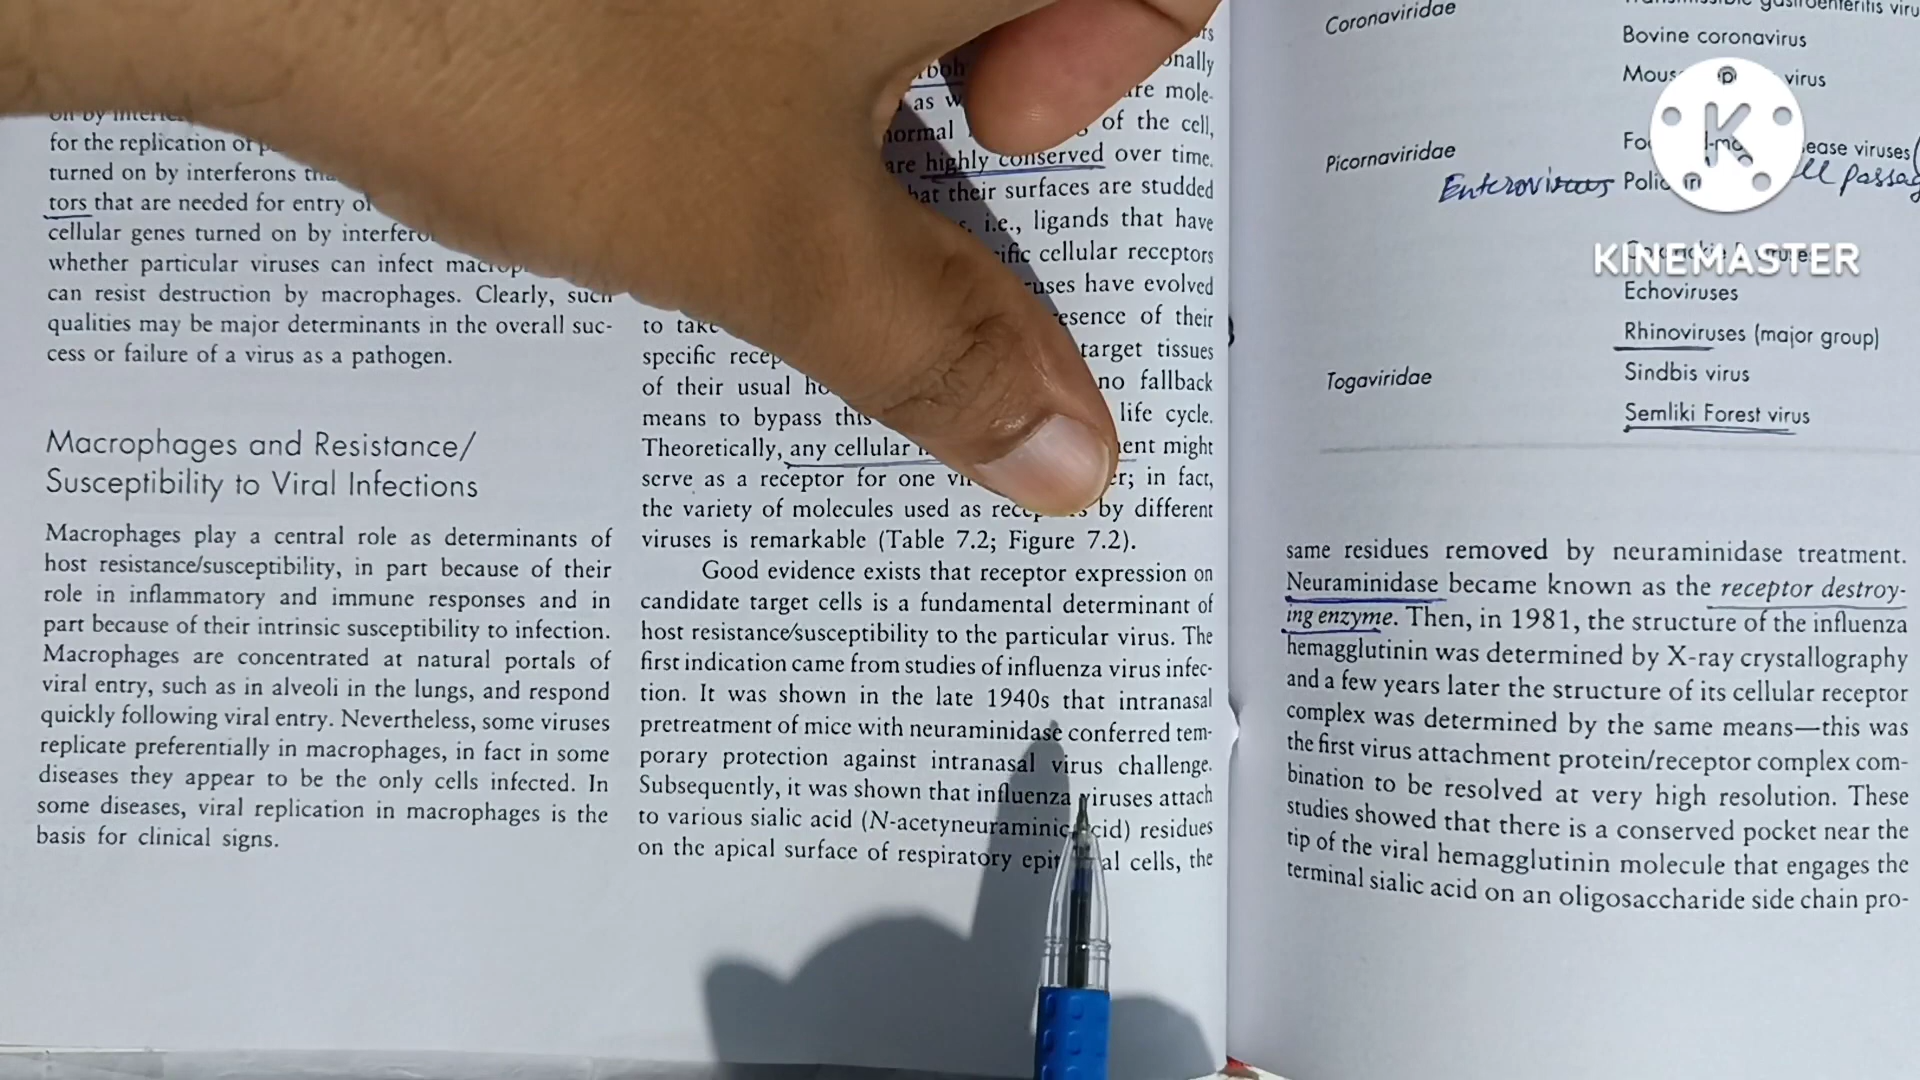 for the replication of
turned on by interferons
tors that are needed for entry of
cellular genes turned on by
whether particular viruses can infect
can resist destruction by macrophages. Clearly, such
qualities may be major determinants in the overall suc-
cess or failure of a virus as a pathogen.
Macrophages and Resistance/
Susceptibility to Viral Infections
Macrophages play a central role as determinants of
host resistance/susceptibility, in part because of their
role in inflammatory and immune responses and in
part because of their intrinsic susceptibility to infection.
Macrophages are concentrated at natural portals of
viral entry, such as in alveoli in the lungs, and respond
quickly following viral entry. Nevertheless, some viruses
replicate preferentially in macrophages, in fact in some
diseases they appear to be the only cells infected. In
some diseases, viral replication in macrophages is the
basis for clinical signs.
as
mole-
normal of the cell,
are highly conserved over time.
that their surfaces are studded
i.e., ligands that have
cellular receptors
have evolved
to take of their
specific target tissues
of their usual no fallback
means to bypass this life cycle.
Theoretically, any cellular might
serve as a receptor for one in fact,
the variety of molecules used as by different
viruses is remarkable (Table 7.2; Figure 7.2).
Good evidence exists that receptor expression on
candidate target cells is a fundamental determinant of
host resistance/susceptibility to the particular virus. The
first indication came from studies of influenza virus infec-
tion. It was shown in the late 1940s that intranasal
pretreatment of mice with neuraminidase conferred tem-
porary protection against intranasal virus challenge.
Subsequently, it was shown that influenza viruses attach
to various sialic acid (N-acetyneuraminic acid) residues
on the apical surface of respiratory cells, the
Coronaviridae
Bovine coronavirus
virus
Picornaviridae
Enterovirus
Echoviruses
Rhinoviruses (major group)
Togaviridae Sindbis virus
Semliki Forest virus
KINEMASTER
same residues removed by neuraminidase treatment.
Neuraminidase became known as the receptor destroy-
ing enzyme. Then, in 1981, the structure of the influenza
hemagglutinin was determined by X-ray crystallography
and a few years later the structure of its cellular receptor
complex was determined by the same means—this was
the first virus attachment protein/receptor complex com-
bination to be resolved at very high resolution. These
studies showed that there is a conserved pocket near the
tip of the viral hemagglutinin molecule that engages the
terminal sialic acid on an oligosaccharide side chain pro-